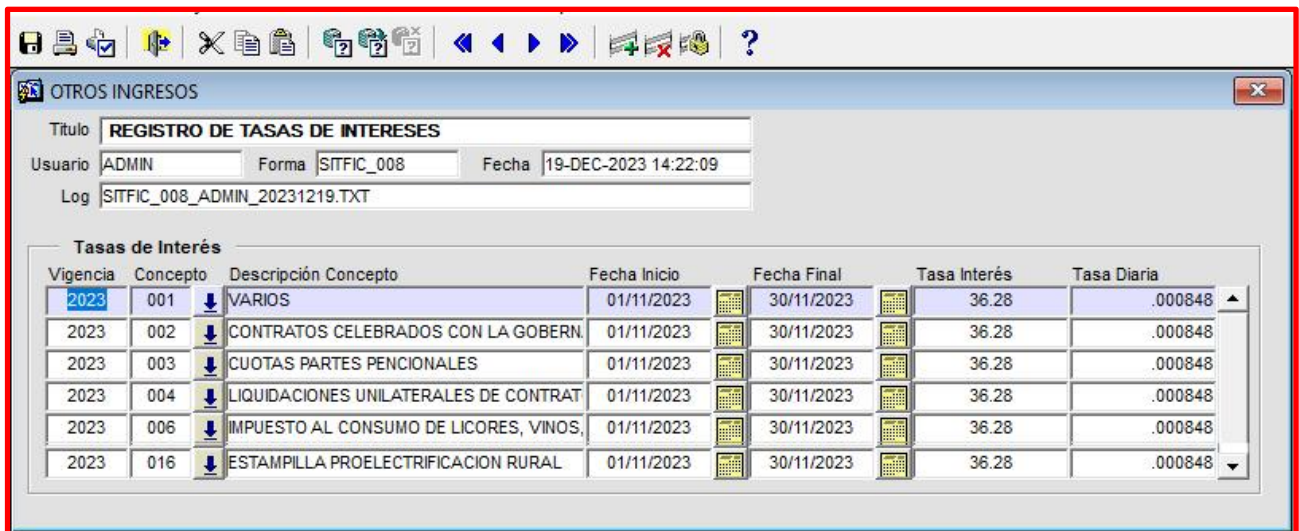 OTROS INGRESOS
Titulo REGISTRO DE TASAS DE INTERESES
Usuario ADMIN Forma SITFIC_008 Fecha 19-DEC-2023 14:22:09
Log SITFIC_008_ADMIN_20231219.TXT
Tasas de Interés
Vigencia Concepto Descripción Concepto Fecha Inicio Fecha Final Tasa Interés Tasa Diaria
2023 001 VARIOS 01/11/2023 30/11/2023 36.28 .000848
2023 002 CONTRATOS CELEBRADOS CON LA GOBERN. 01/11/2023 30/11/2023 36.28 .000848
2023 003 CUOTAS PARTES PENCIONALES 01/11/2023 30/11/2023 36.28 .000848
2023 004 LIQUIDACIONES UNILATERALES DE CONTRAT 01/11/2023 30/11/2023 36.28 .000848
2023 006 IMPUESTO AL CONSUMO DE LICORES, VINOS, 01/11/2023 30/11/2023 36.28 .000848
2023 016 ESTAMPILLA PROELECTRIFICACION RURAL 01/11/2023 30/11/2023 36.28 .000848